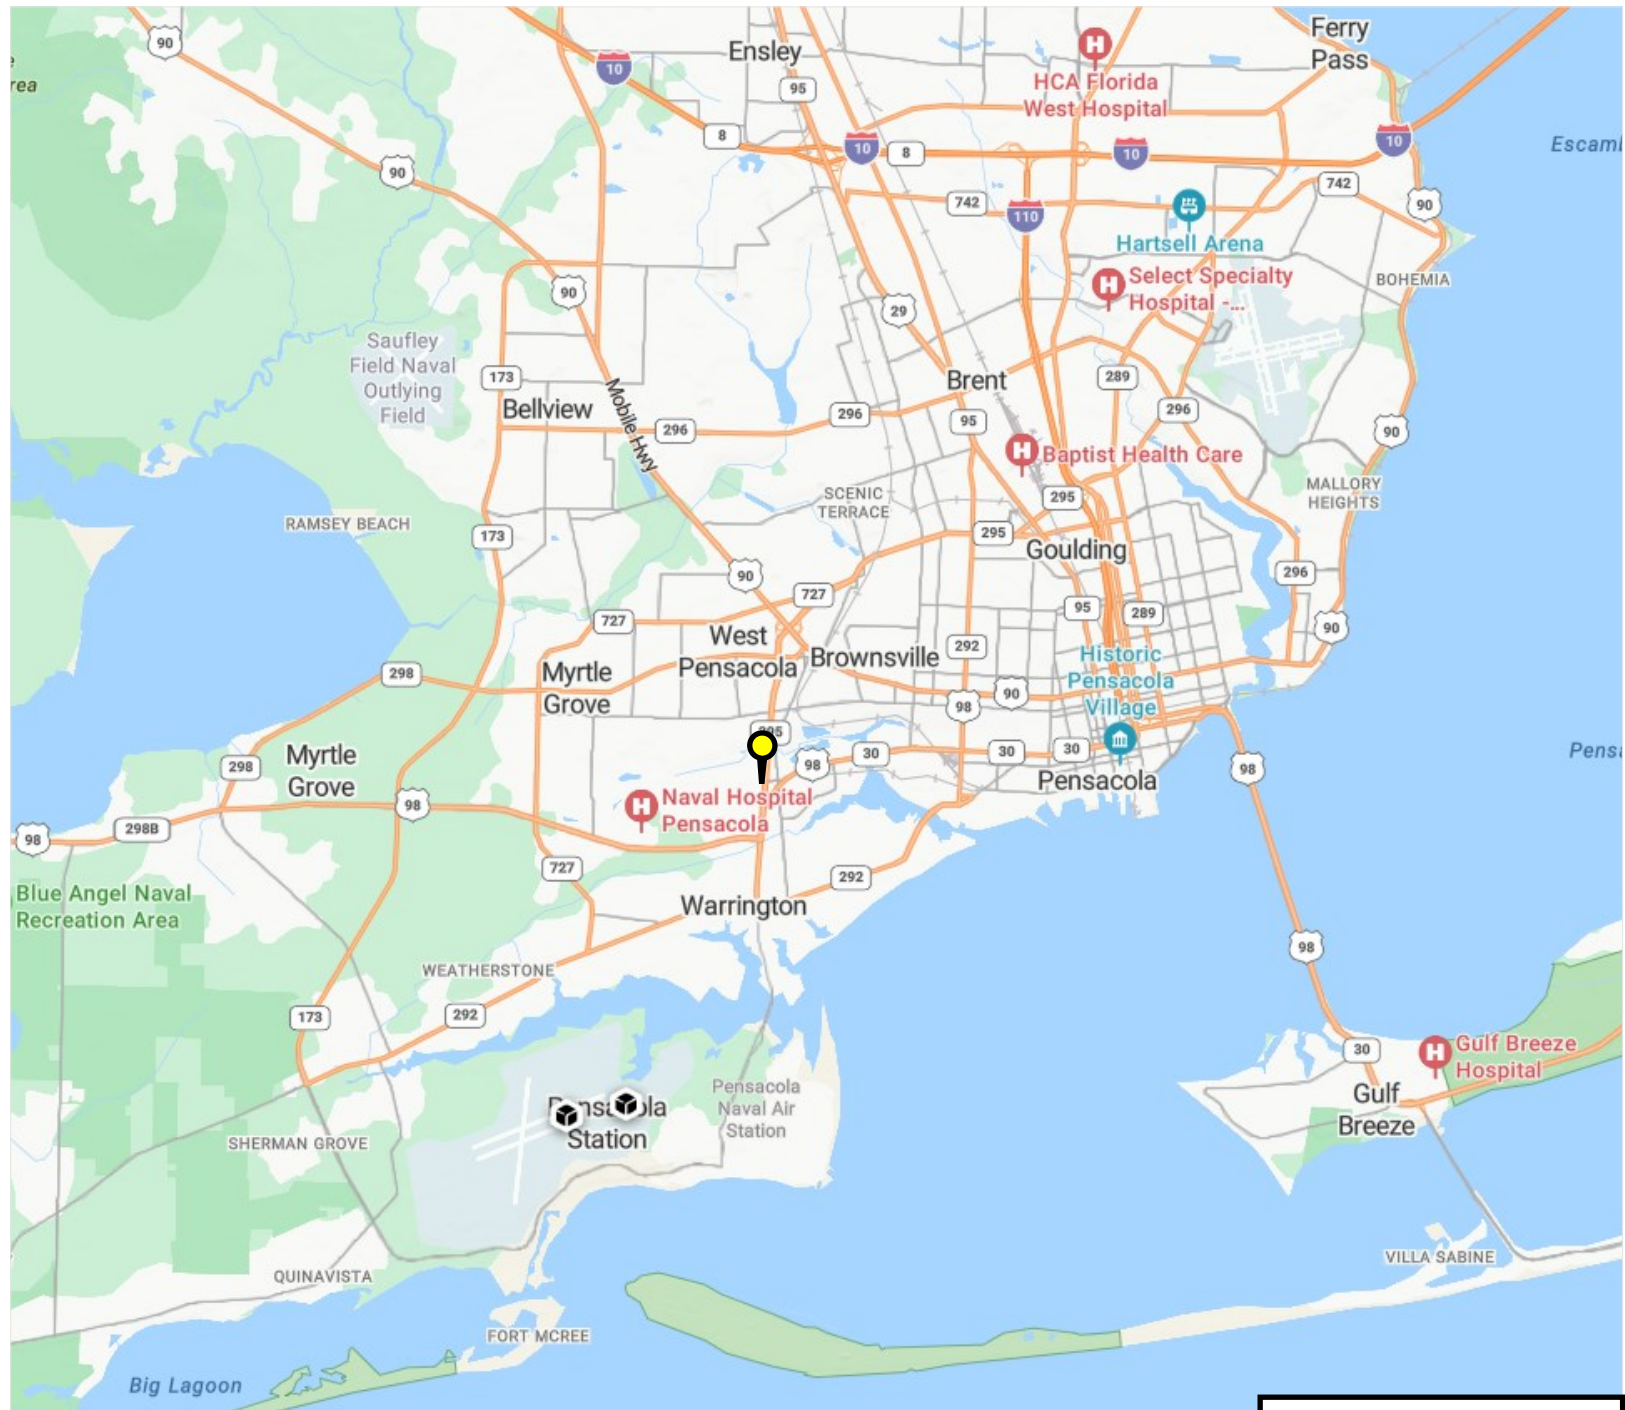 90
Ensley
Ferry
Pass
10
HCA Florida
West Hospital
95
rea
8
10
8
10
10
90
742
742
90
110
Hartsell Arena
Select Specialty
Hospital -...
BOHEMIA
90
29
Saufley
Field Naval
Outlying
Field
173
Bellview
Mobile Hwy
296
296
Brent
95
289
296
90
Baptist Health Care
SCENIC
TERRACE
295
MALLORY
HEIGHTS
RAMSEY BEACH
173
295
Goulding
90
727
296
95
289
727
90
West
Pensacola
Brownsville
292
Historic
Pensacola
Village
298
Myrtle
Grove
90
98
98
30
30
30
Pensacola
Myrtle
Grove
298
98
Naval Hospital
Pensacola
98
298B
98
727
292
Blue Angel Naval
Recreation Area
Warrington
98
WEATHERSTONE
173
292
30
Gulf Breeze
Hospital
Gulf
Breeze
Pensacola
Naval Air
Station
Station
SHERMAN GROVE
VILLA SABINE
QUINAVISTA
FORT MCREE
Big Lagoon